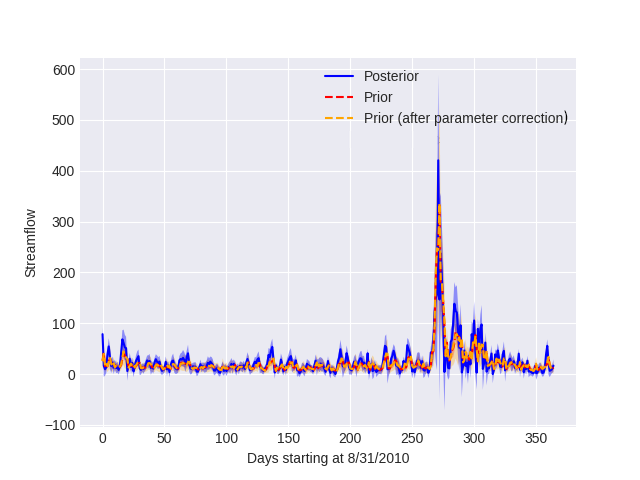 600
500
400
300
200
100
0
−100
Streamflow
Posterior
Prior
Prior (after parameter correction)
0 50 100 150 200 250 300 350
Days starting at 8/31/2010